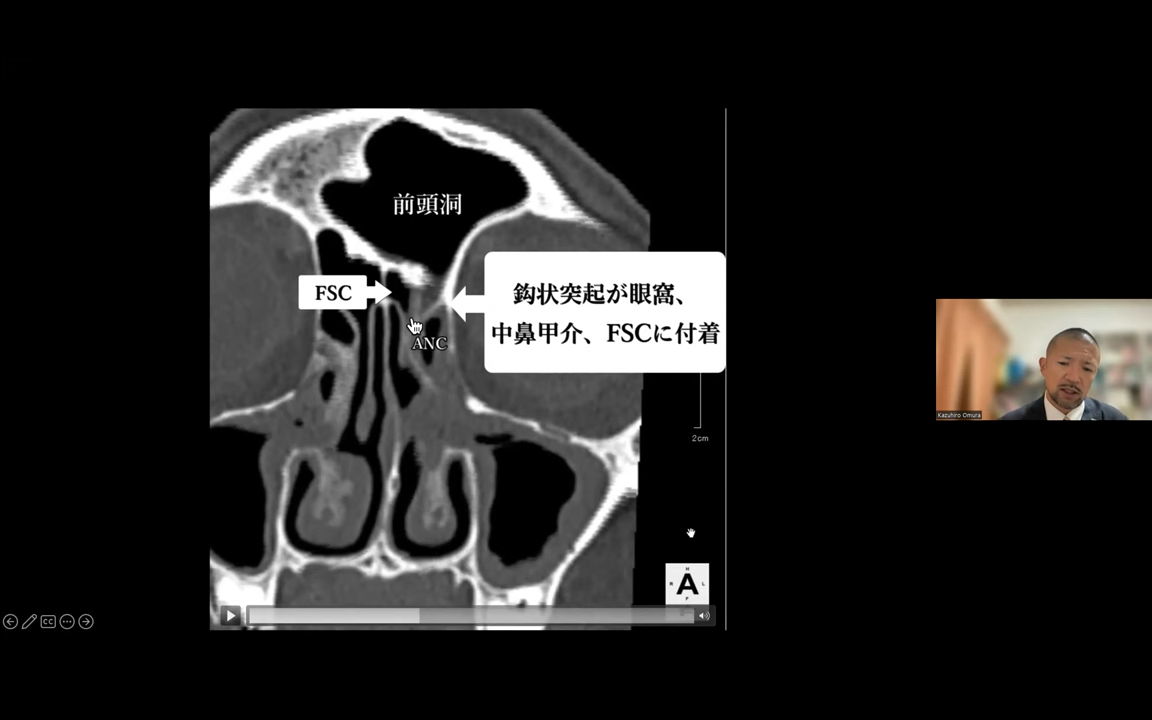 前頭洞
FSC
鈎状突起が眼窩、
中鼻甲介、FSCに付着
ANC
2cm
H
R A L
F
CC
Kazuhiro Omura